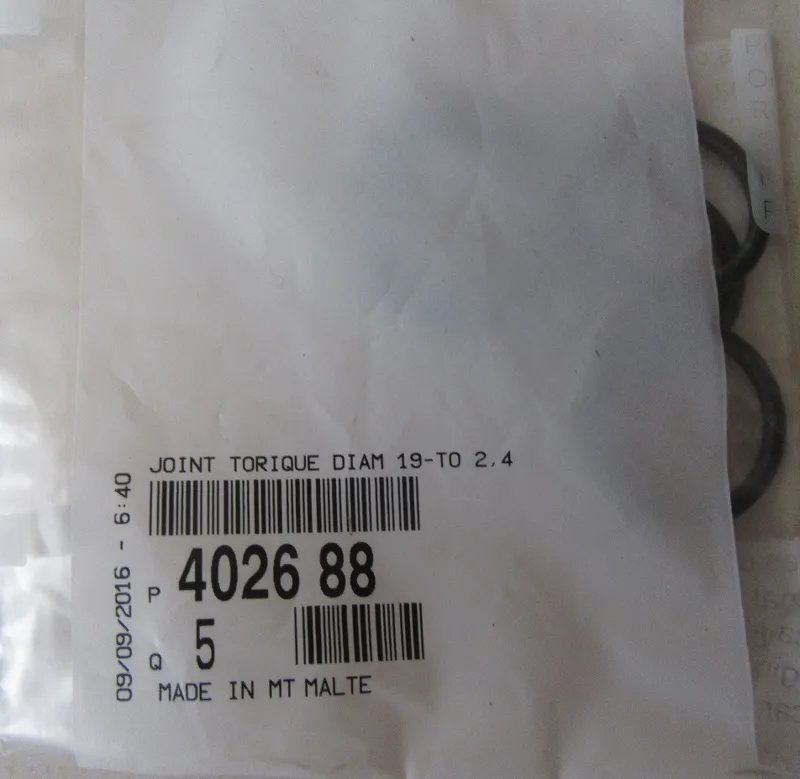 JOINT TORIQUE DIAM 19-TO 2,4
09/09/2016 - 6:40
P 4026 88
Q 5
MADE IN MT MALTE